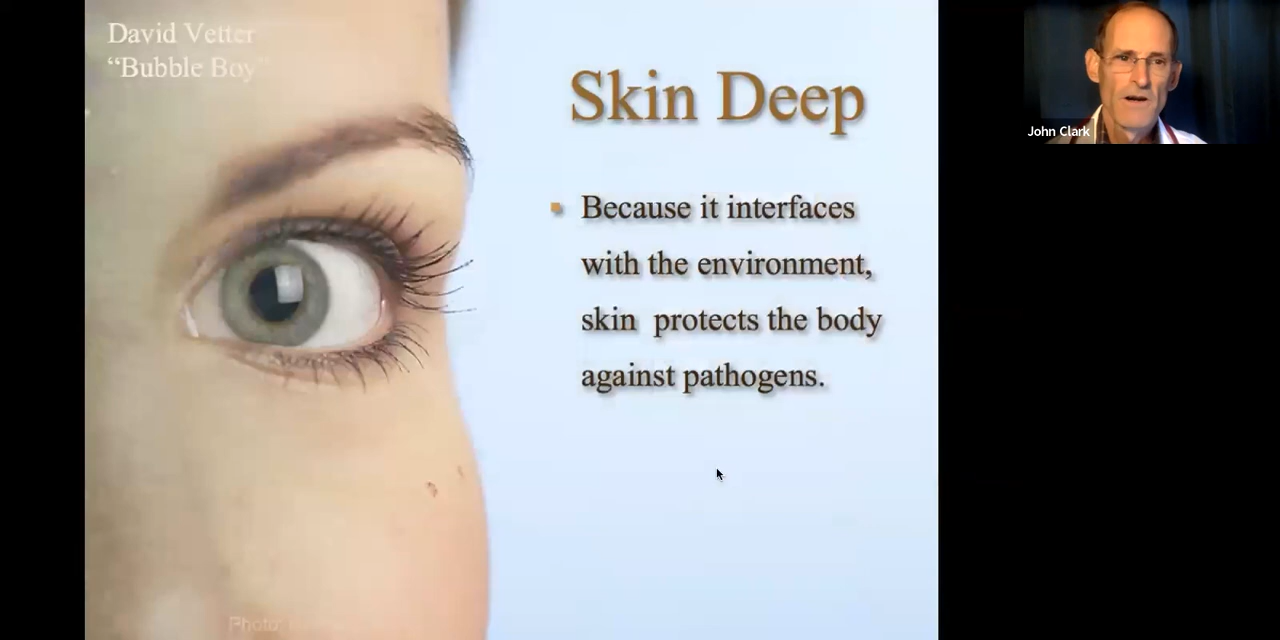 David Vetter
“Bubble Boy”
Skin Deep
Because it interfaces
with the environment,
skin protects the body
against pathogens.
Photo:
John Clark